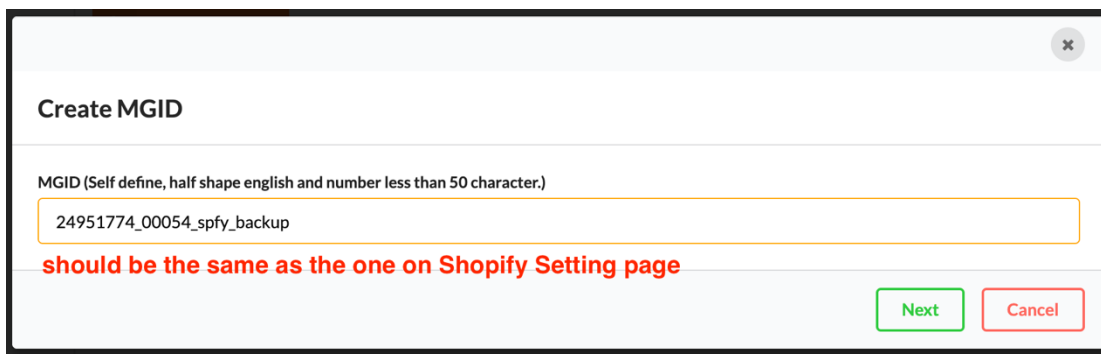 Create MGID
MGID (Self define, half shape english and number less than 50 character.)
24951774_00054_spfy_backup
should be the same as the one on Shopify Setting page
Next Cancel